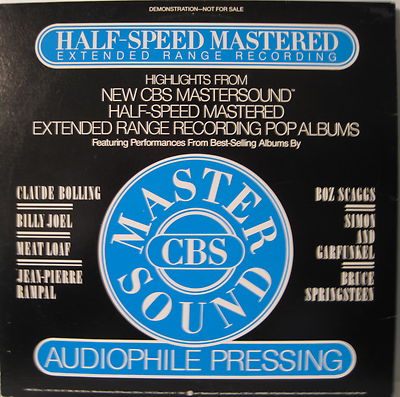 DEMONSTRATION—NOT FOR SALE
HALF-SPEED MASTERED
EXTENDED RANGE RECORDING
HIGHLIGHTS FROM
NEW CBS MASTERSOUND™
HALF-SPEED MASTERED
EXTENDED RANGE RECORDING POP ALBUMS
Featuring Performances From Best-Selling Albums By
CLAUDE BOLLING
BILLY JOEL
MEAT LOAF
JEAN-PIERRE
RAMPAL
MASTER
CBS
SOUND
BOZ SCAGGS
SIMON
AND
GARFUNKEL
BRUCE
SPRINGSTEEN
AUDIOPHILE PRESSING